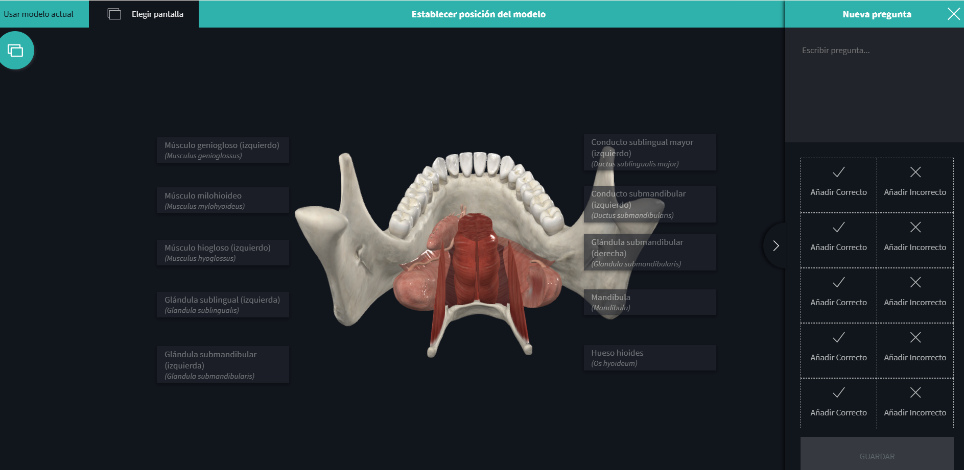 Usar modelo actual
Elegir pantalla
Establecer posición del modelo
Nueva pregunta
Escribir pregunta...
Músculo geniogloso (izquierdo)
(Musculus genioglossus)
Músculo milohioideo
(Musculus mylohyoideus)
Músculo hiogloso (izquierdo)
(Musculus hyoglossus)
Glándula sublingual (izquierda)
(Glandula sublingualis)
Glándula submandibular
(izquierda)
(Glandula submandibularis)
Conducto sublingual mayor
(izquierdo)
(Ductus sublingualis major)
Conducto submandibular
(izquierdo)
(Ductus submandibularis)
Glándula submandibular
(derecha)
(Glandula submandibularis)
Mandíbula
(Mandibula)
Hueso hioides
(Os hyoideum)
Añadir Correcto
Añadir Incorrecto
Añadir Correcto
Añadir Incorrecto
Añadir Correcto
Añadir Incorrecto
Añadir Correcto
Añadir Incorrecto
Añadir Correcto
Añadir Incorrecto
GUARDAR